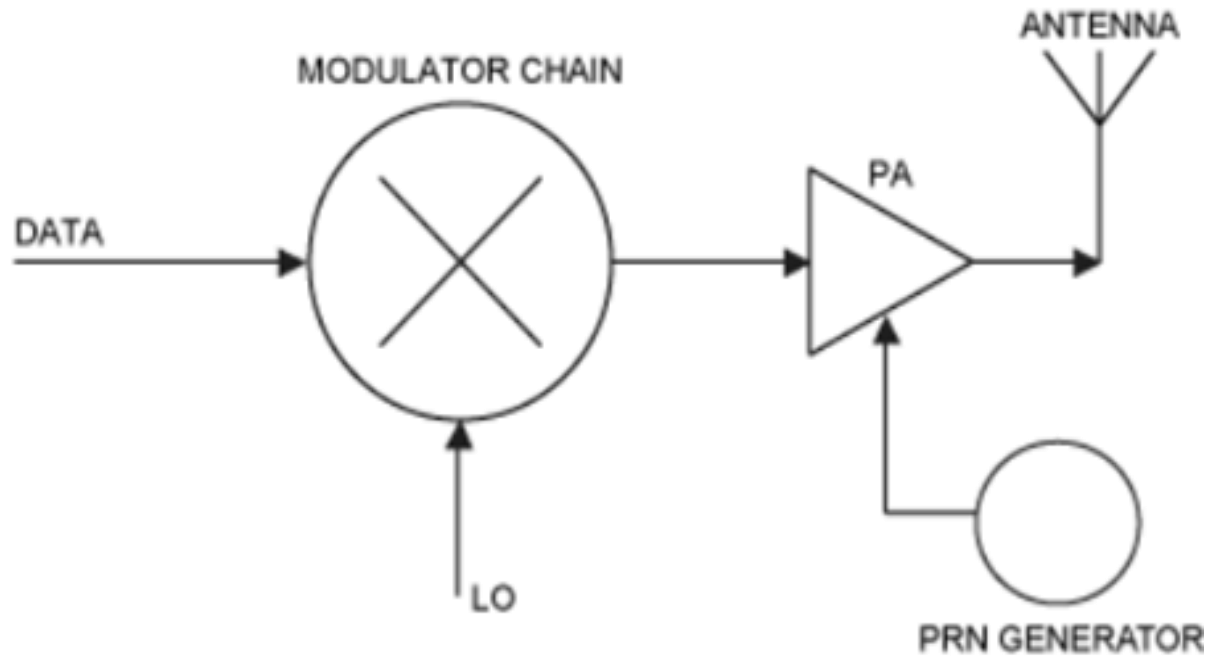 ANTENNA
MODULATOR CHAIN
PA
DATA
LO
PRN GENERATOR